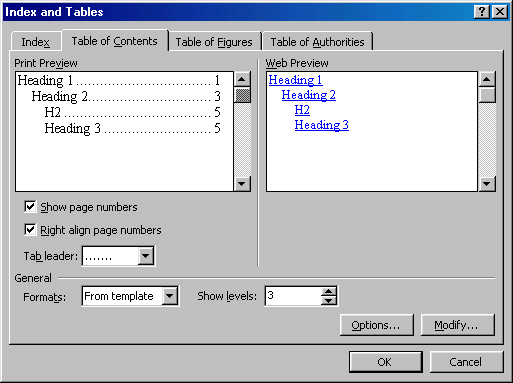 Index and Tables
Index Table of Contents Table of Figures Table of Authorities
Print Preview Web Preview
Heading 1 ................................. 1 Heading 1
Heading 2.............................. 3 Heading 2
H2 .................................... 5 H2
Heading 3 ........................... 5 Heading 3
Show page numbers
Right align page numbers
Tab leader: .......
General
Formats: From template Show levels: 3
Options... Modify...
OK Cancel